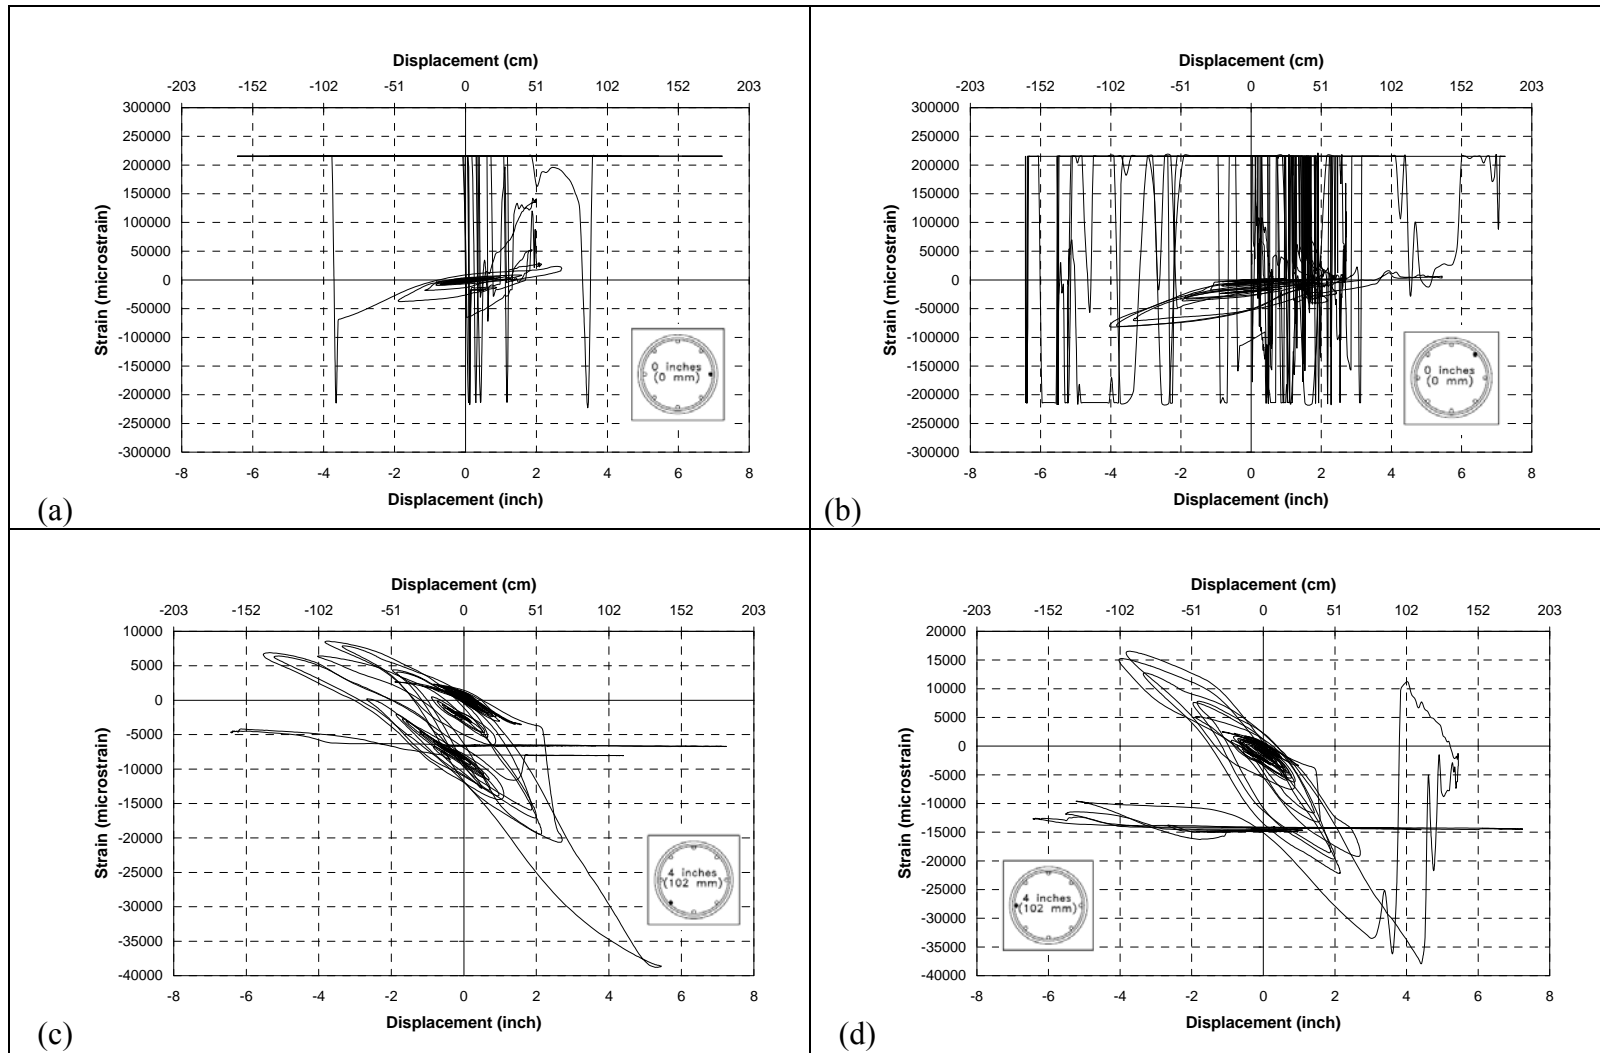 Displacement (cm)
-203 -152 -102 -51 0 51 102 152 203
300000
250000
200000
150000
100000
50000
0
-50000
-100000
-150000
-200000
-250000
-300000
Strain (microstrain)
0 inches
(0 mm)
-8 -6 -4 -2 0 2 4 6 8
Displacement (inch)
(a)
Displacement (cm)
-203 -152 -102 -51 0 51 102 152 203
300000
250000
200000
150000
100000
50000
0
-50000
-100000
-150000
-200000
-250000
-300000
Strain (microstrain)
0 inches
(0 mm)
-8 -6 -4 -2 0 2 4 6 8
Displacement (inch)
(b)
Displacement (cm)
-203 -152 -102 -51 0 51 102 152 203
10000
5000
0
-5000
-10000
-15000
-20000
-25000
-30000
-35000
-40000
Strain (microstrain)
4 inches
(102 mm)
-8 -6 -4 -2 0 2 4 6 8
Displacement (inch)
(c)
Displacement (cm)
-203 -152 -102 -51 0 51 102 152 203
20000
15000
10000
5000
0
-5000
-10000
-15000
-20000
-25000
-30000
-35000
-40000
Strain (microstrain)
4 inches
(102 mm)
-8 -6 -4 -2 0 2 4 6 8
Displacement (inch)
(d)